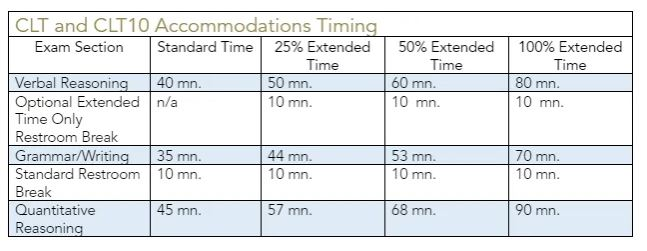 CLT and CLT10 Accommodations Timing
Exam Section Standard Time 25% Extended Time 50% Extended Time 100% Extended Time
Verbal Reasoning 40 mn. 50 mn. 60 mn. 80 mn.
Optional Extended Time Only Restroom Break n/a 10 mn. 10 mn. 10 mn.
Grammar/Writing 35 mn. 44 mn. 53 mn. 70 mn.
Standard Restroom Break 10 mn. 10 mn. 10 mn. 10 mn.
Quantitative Reasoning 45 mn. 57 mn. 68 mn. 90 mn.